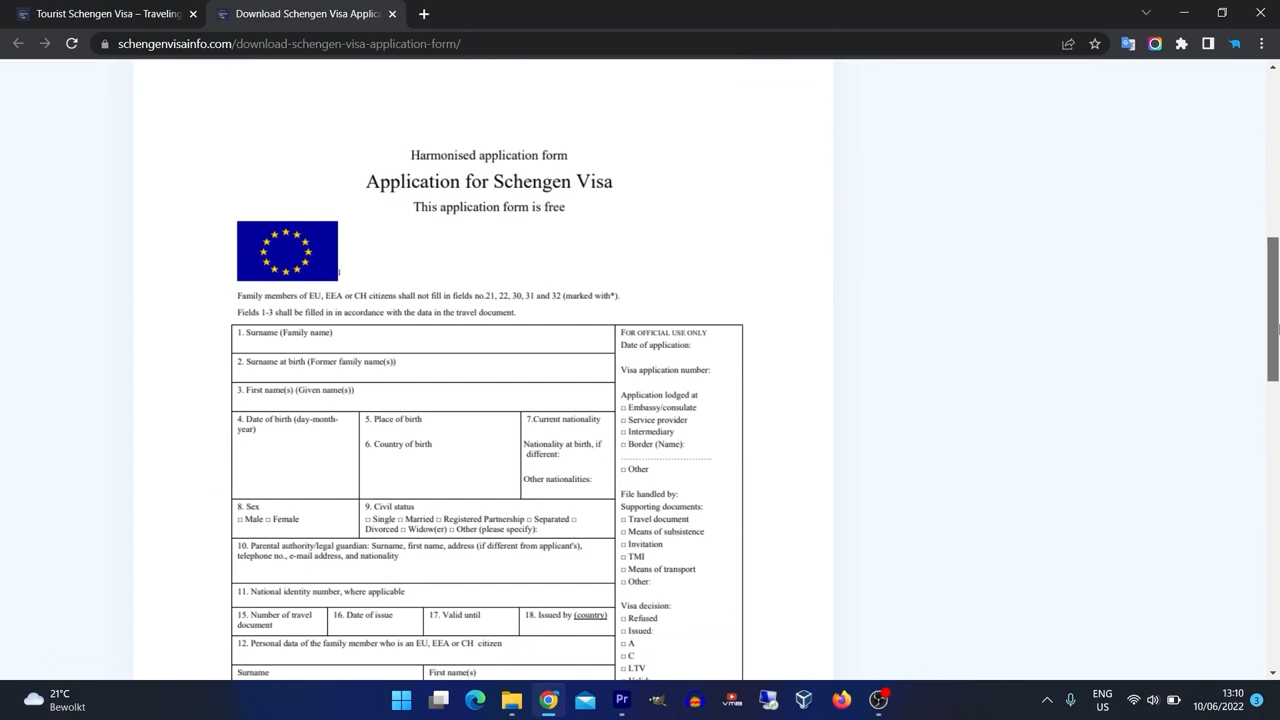 Tourist Schengen Visa – Traveling
Download Schengen Visa Applic
schengenvisainfo.com/download-schengen-visa-application-form/
Harmonised application form
Application for Schengen Visa
This application form is free
1
Family members of EU, EEA or CH citizens shall not fill in fields no.21, 22, 30, 31 and 32 (marked with*).
Fields 1-3 shall be filled in in accordance with the data in the travel document.
1. Surname (Family name)
2. Surname at birth (Former family name(s))
3. First name(s) (Given name(s))
4. Date of birth (day-month-
year)
5. Place of birth
6. Country of birth
7.Current nationality
Nationality at birth, if
different:
Other nationalities:
8. Sex
□ Male □ Female
9. Civil status
□ Single □ Married □ Registered Partnership □ Separated □
Divorced □ Widow(er) □ Other (please specify):
10. Parental authority/legal guardian: Surname, first name, address (if different from applicant's),
telephone no., e-mail address, and nationality
11. National identity number, where applicable
15. Number of travel
document
16. Date of issue
17. Valid until
18. Issued by (country)
12. Personal data of the family member who is an EU, EEA or CH citizen
Surname
First name(s)
FOR OFFICIAL USE ONLY
Date of application:
Visa application number:
Application lodged at
□ Embassy/consulate
□ Service provider
□ Intermediary
□ Border (Name):
................................
□ Other
File handled by:
Supporting documents:
□ Travel document
□ Means of subsistence
□ Invitation
□ TMI
□ Means of transport
□ Other:
Visa decision:
□ Refused
□ Issued:
□ A
□ C
□ LTV
21°C
Bewolkt
Pr
ENG
US
13:10
10/06/2022
3